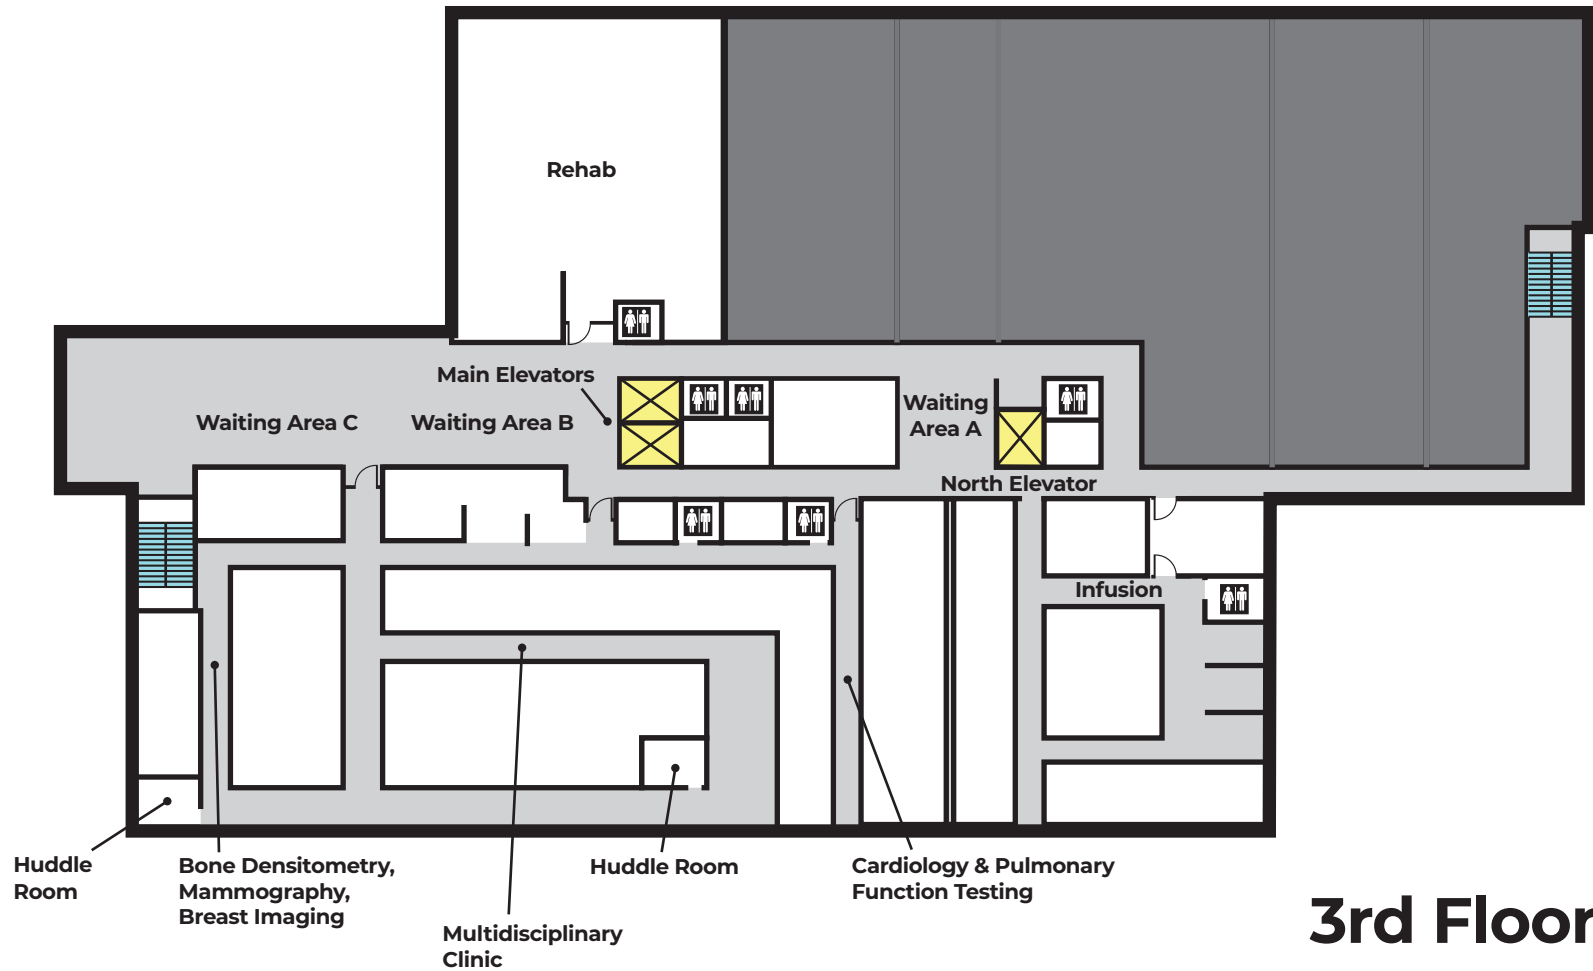 Rehab
Main Elevators
Waiting Area C
Waiting Area B
Waiting
Area A
North Elevator
Infusion
Huddle
Room
Bone Densitometry,
Mammography,
Breast Imaging
Multidisciplinary
Clinic
Huddle Room
Cardiology & Pulmonary
Function Testing
3rd Floor